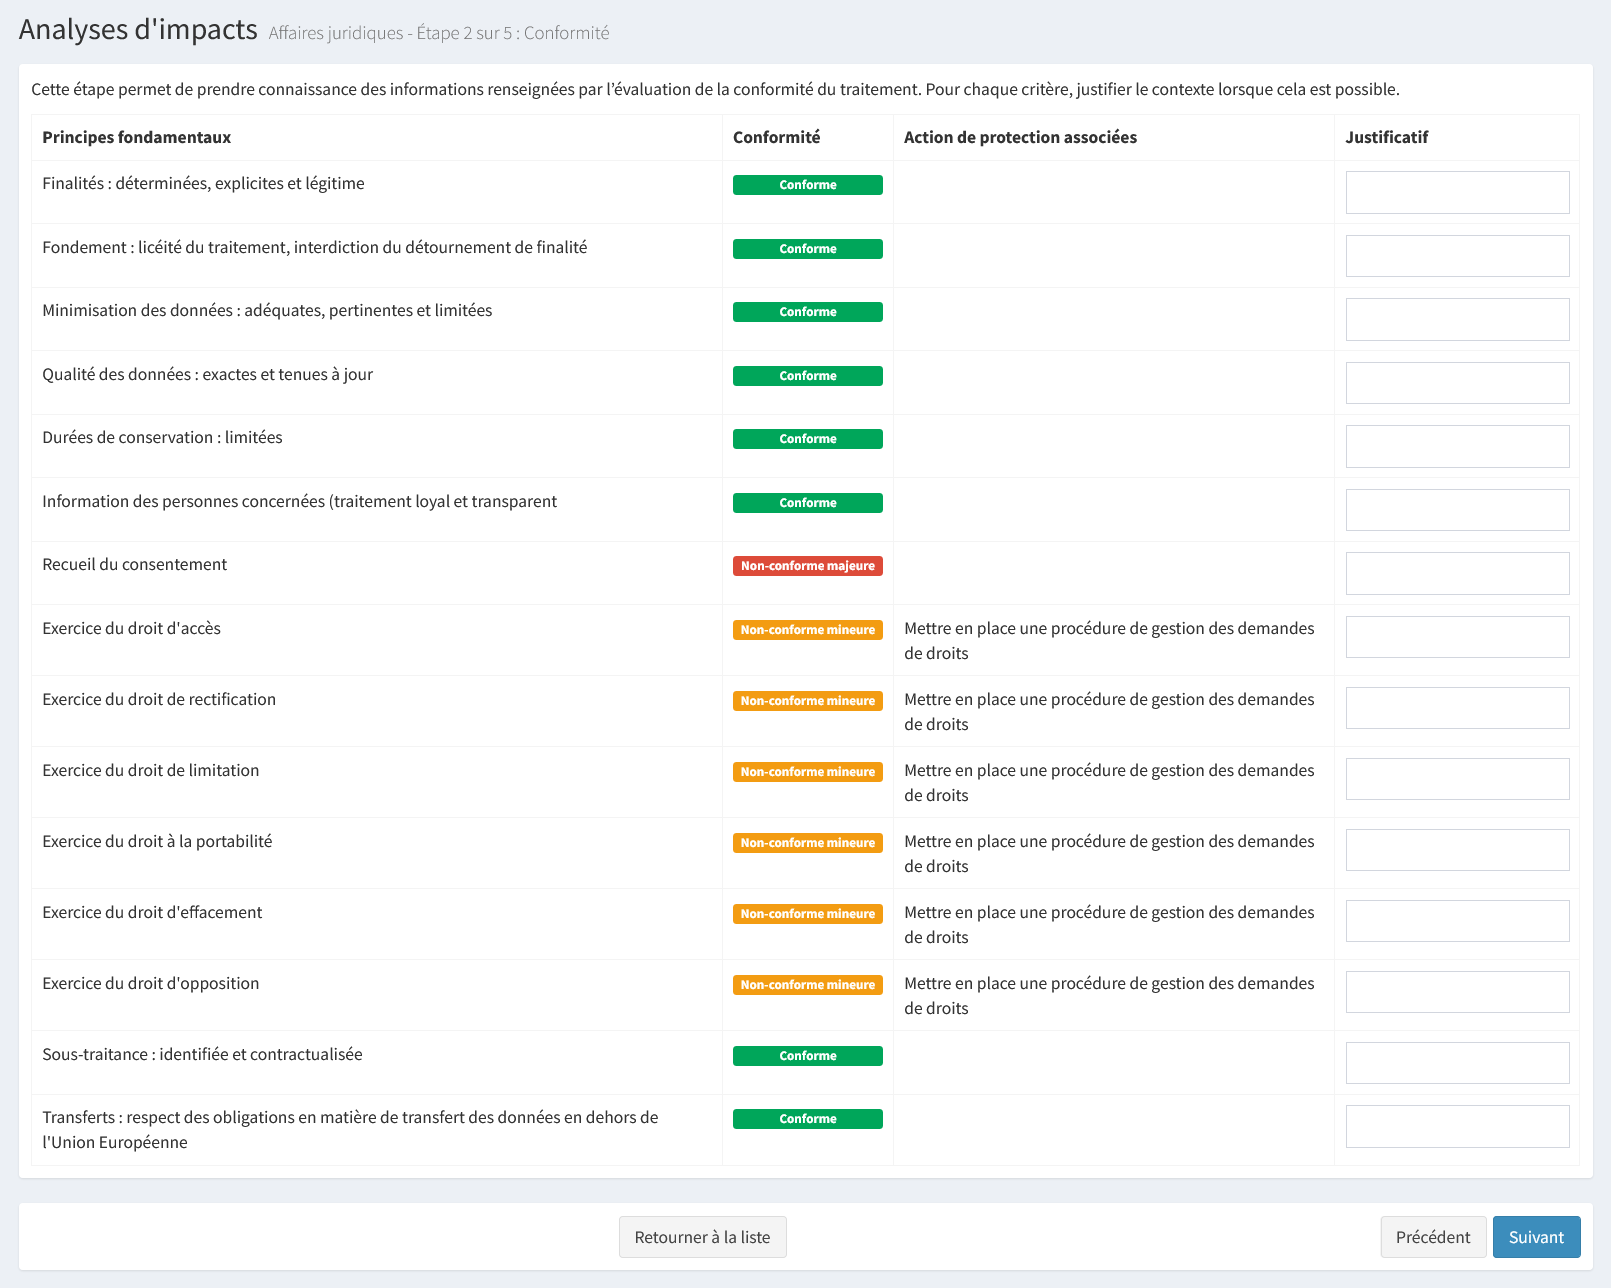 Analyses d'impacts Affaires juridiques - Étape 2 sur 5 : Conformité
Cette étape permet de prendre connaissance des informations renseignées par l’évaluation de la conformité du traitement. Pour chaque critère, justifier le contexte lorsque cela est possible.
Principes fondamentaux Conformité Action de protection associées Justificatif
Finalités : déterminées, explicites et légitime Conforme
Fondement : licéité du traitement, interdiction du détournement de finalité Conforme
Minimisation des données : adéquates, pertinentes et limitées Conforme
Qualité des données : exactes et tenues à jour Conforme
Durées de conservation : limitées Conforme
Information des personnes concernées (traitement loyal et transparent Conforme
Recueil du consentement Non-conforme majeure
Exercice du droit d'accès Non-conforme mineure Mettre en place une procédure de gestion des demandes
de droits
Exercice du droit de rectification Non-conforme mineure Mettre en place une procédure de gestion des demandes
de droits
Exercice du droit de limitation Non-conforme mineure Mettre en place une procédure de gestion des demandes
de droits
Exercice du droit à la portabilité Non-conforme mineure Mettre en place une procédure de gestion des demandes
de droits
Exercice du droit d'effacement Non-conforme mineure Mettre en place une procédure de gestion des demandes
de droits
Exercice du droit d'opposition Non-conforme mineure Mettre en place une procédure de gestion des demandes
de droits
Sous-traitance : identifiée et contractualisée Conforme
Transferts : respect des obligations en matière de transfert des données en dehors de Conforme
l'Union Européenne
Retourner à la liste Précédent Suivant